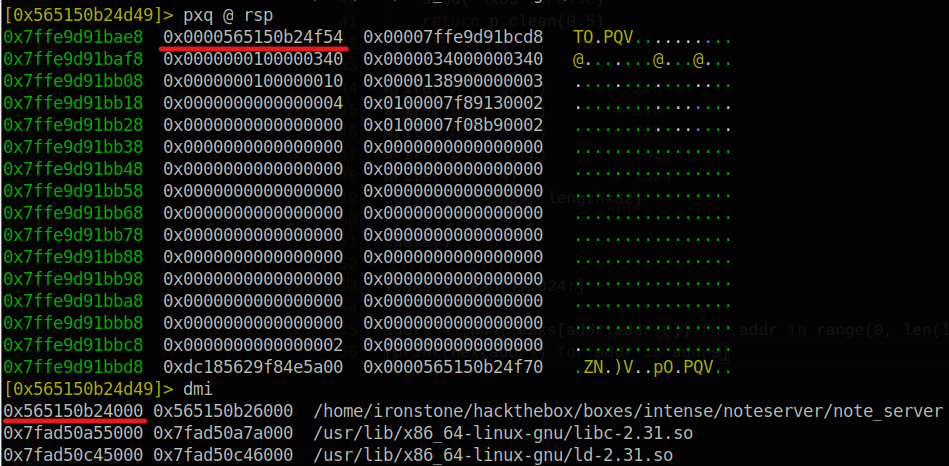 [0x565150b24d49]> pxq @ rsp
0x7ffe9d91bae8 0x0000565150b24f54 0x00007ffe9d91bcd8 TO.PQV..........
0x7ffe9d91baf8 0x0000000100000340 0x0000034000000340 @.......@...@...
0x7ffe9d91bb08 0x0000000100000010 0x0000138900000003 ................
0x7ffe9d91bb18 0x0000000000000004 0x0100007f89130002 ................
0x7ffe9d91bb28 0x0000000000000000 0x0100007f08b90002 ................
0x7ffe9d91bb38 0x0000000000000000 0x0000000000000000 ................
0x7ffe9d91bb48 0x0000000000000000 0x0000000000000000 ................
0x7ffe9d91bb58 0x0000000000000000 0x0000000000000000 ................
0x7ffe9d91bb68 0x0000000000000000 0x0000000000000000 ................
0x7ffe9d91bb78 0x0000000000000000 0x0000000000000000 ................
0x7ffe9d91bb88 0x0000000000000000 0x0000000000000000 ................
0x7ffe9d91bb98 0x0000000000000000 0x0000000000000000 ................
0x7ffe9d91bba8 0x0000000000000000 0x0000000000000000 ................
0x7ffe9d91bbb8 0x0000000000000000 0x0000000000000000 ................
0x7ffe9d91bbc8 0x0000000000000002 0x0000000000000000 ................
0x7ffe9d91bbd8 0xdc185629f84e5a00 0x0000565150b24f70 .ZN.)V..pO.PQV..
[0x565150b24d49]> dmi
0x565150b24000 0x565150b26000 /home/ironstone/hackthebox/boxes/intense/noteserver/note_server
0x7fad50a55000 0x7fad50a7a000 /usr/lib/x86_64-linux-gnu/libc-2.31.so
0x7fad50c45000 0x7fad50c46000 /usr/lib/x86_64-linux-gnu/ld-2.31.so